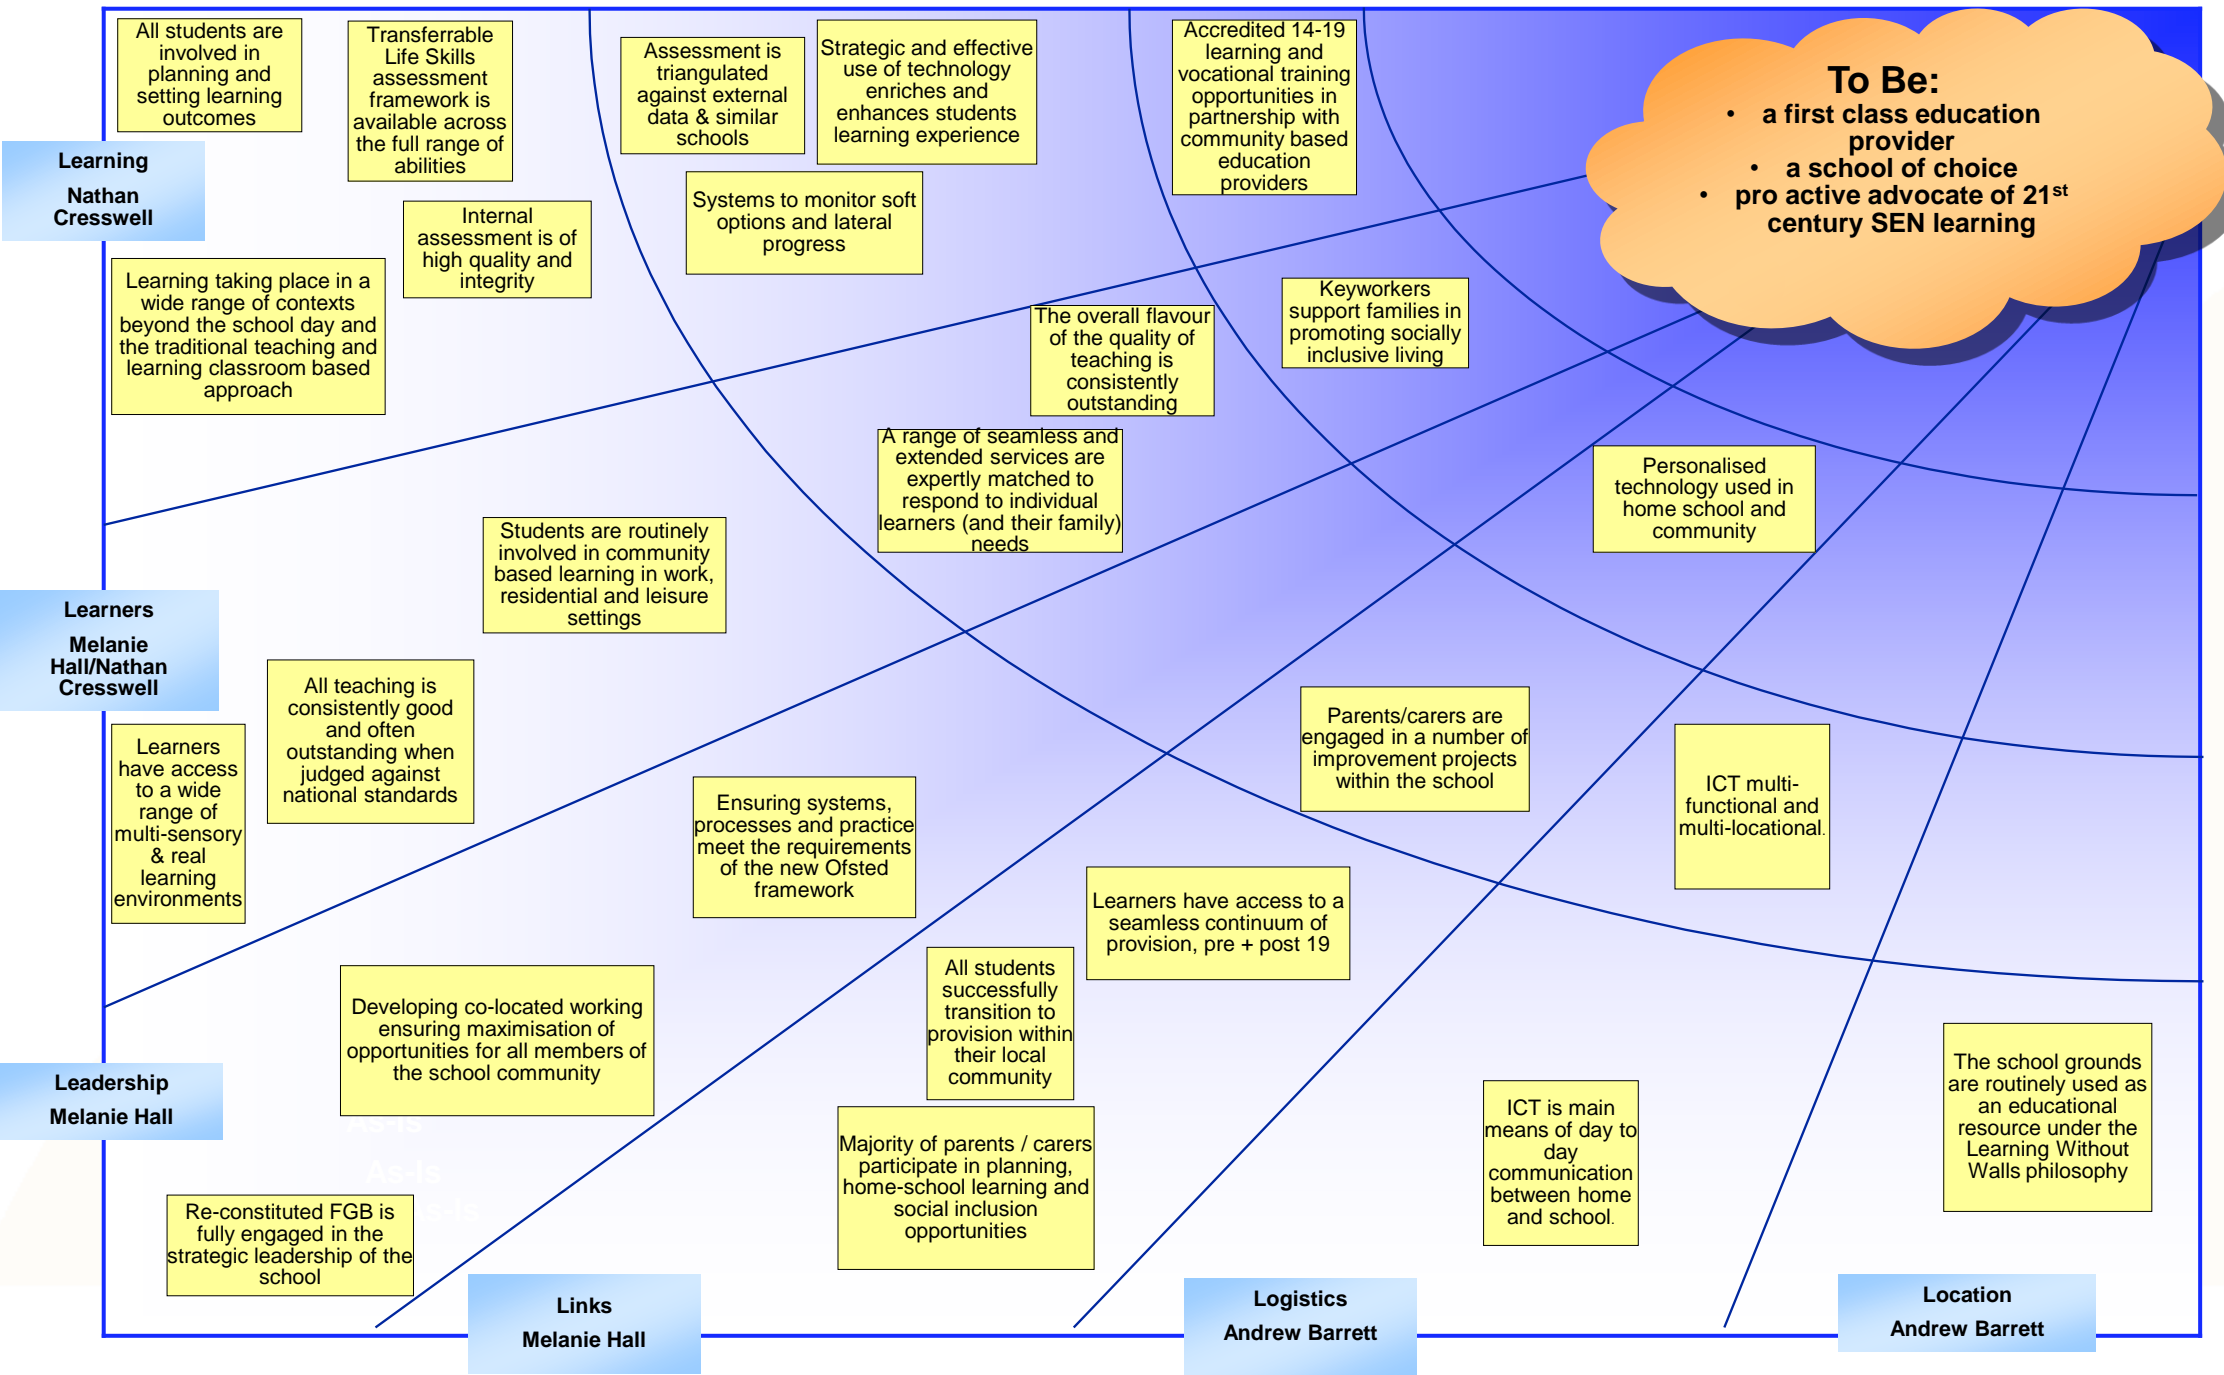 All students are
involved in
planning and
setting learning
outcomes
Transferrable
Life Skills
assessment
framework is
available across
the full range of
abilities
Assessment is
triangulated
against external
data & similar
schools
Strategic and effective
use of technology
enriches and
enhances students
learning experience
Accredited 14-19
learning and
vocational training
opportunities in
partnership with
community based
education
providers
To Be:
• a first class education
provider
• a school of choice
• pro active advocate of 21st
century SEN learning
Learning
Nathan
Cresswell
Internal
assessment is of
high quality and
integrity
Systems to monitor soft
options and lateral
progress
Learning taking place in a
wide range of contexts
beyond the school day and
the traditional teaching and
learning classroom based
approach
The overall flavour
of the quality of
teaching is
consistently
outstanding
Keyworkers
support families in
promoting socially
inclusive living
A range of seamless and
extended services are
expertly matched to
respond to individual
learners (and their family)
needs
Personalised
technology used in
home school and
community
Students are routinely
involved in community
based learning in work,
residential and leisure
settings
Learners
Melanie
Hall/Nathan
Cresswell
All teaching is
consistently good
and often
outstanding when
judged against
national standards
Learners
have access
to a wide
range of
multi-sensory
& real
learning
environments
Ensuring systems,
processes and practice
meet the requirements
of the new Ofsted
framework
Parents/carers are
engaged in a number of
improvement projects
within the school
ICT multi-
functional and
multi-locational.
Learners have access to a
seamless continuum of
provision, pre + post 19
All students
successfully
transition to
provision within
their local
community
Developing co-located working
ensuring maximisation of
opportunities for all members of
the school community
Leadership
Melanie Hall
As-Is
As-Is
As-Is
Majority of parents / carers
participate in planning,
home-school learning and
social inclusion
opportunities
ICT is main
means of day to
day
communication
between home
and school.
The school grounds
are routinely used as
an educational
resource under the
Learning Without
Walls philosophy
Re-constituted FGB is
fully engaged in the
strategic leadership of the
school
Links
Melanie Hall
Logistics
Andrew Barrett
Location
Andrew Barrett